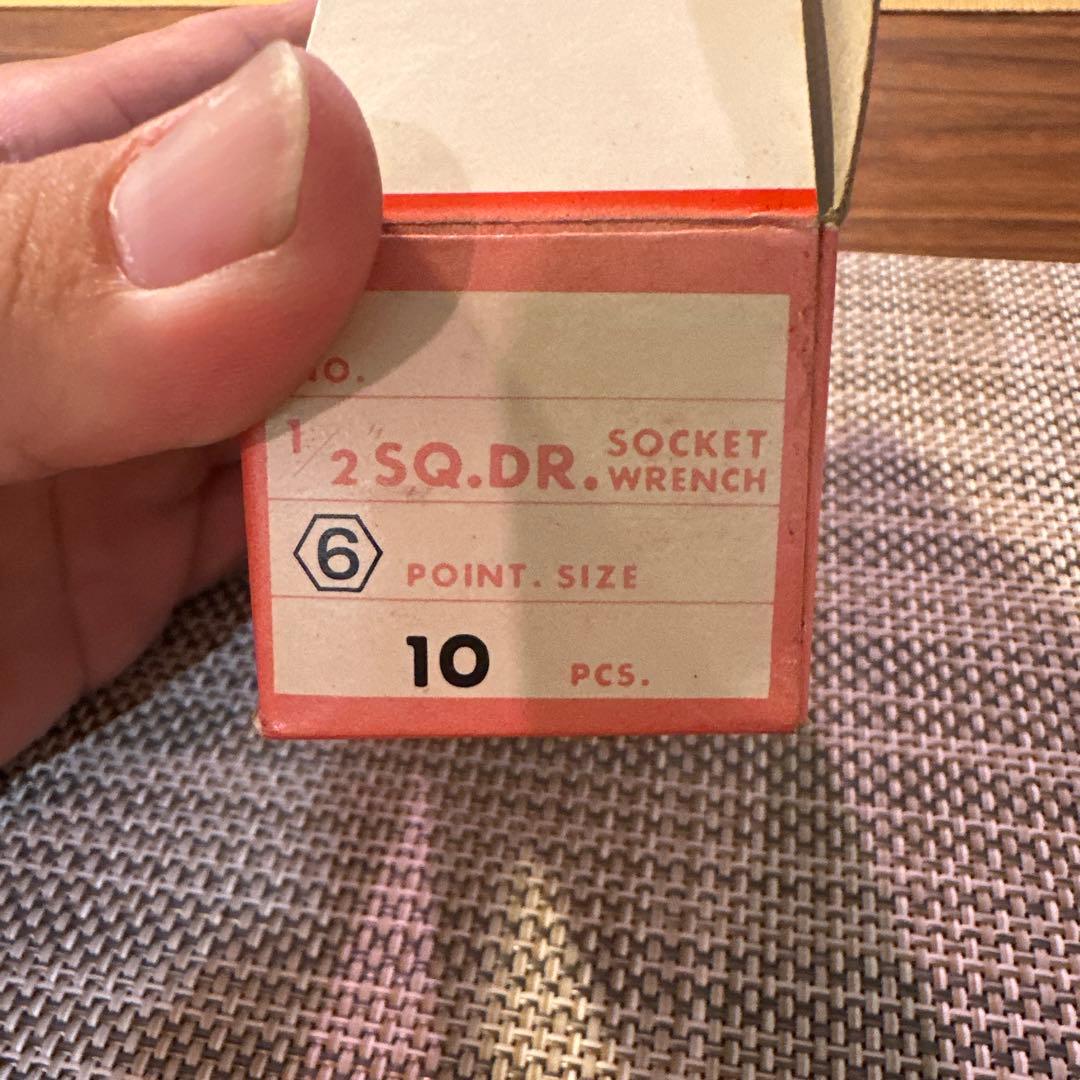 NO.
1/2" SQ.DR. SOCKET WRENCH
6 POINT. SIZE
10 PCS.